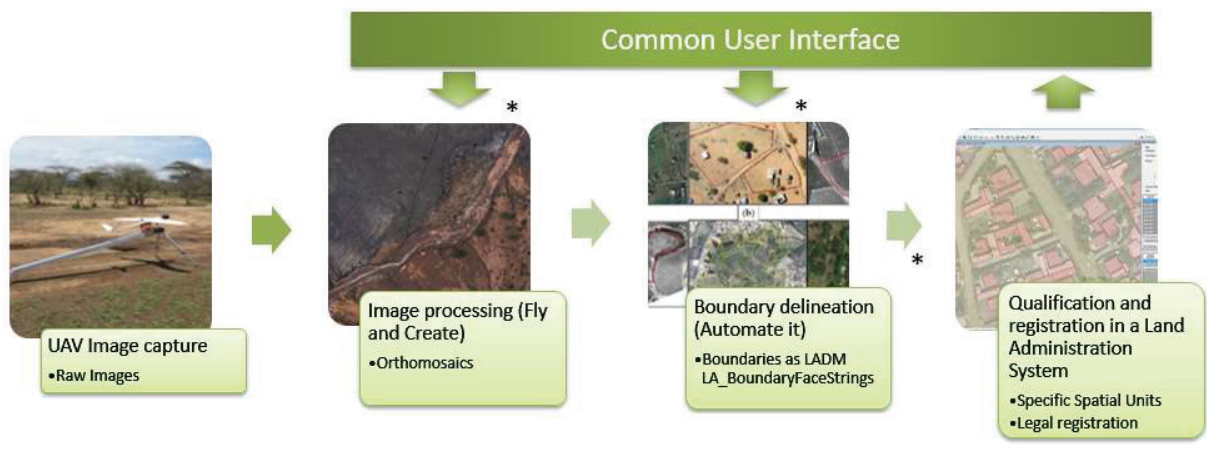 Common User Interface
*
*
UAV Image capture
•Raw Images
Image processing (Fly
and Create)
•Orthomosaics
(b)
Boundary delineation
(Automate it)
•Boundaries as LADM
LA_BoundaryFaceStrings
*
Qualification and
registration in a Land
Administration
System
•Specific Spatial Units
•Legal registration